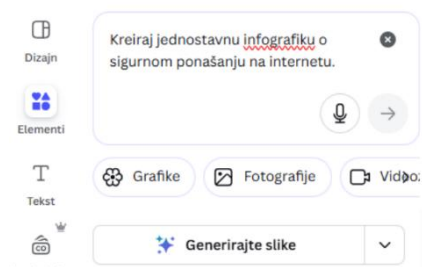 Dizajn
Elementi
Tekst
Kreiraj jednostavnu infografiku o
sigurnom ponašanju na internetu.
Grafike
Fotografije
Generirajte slike